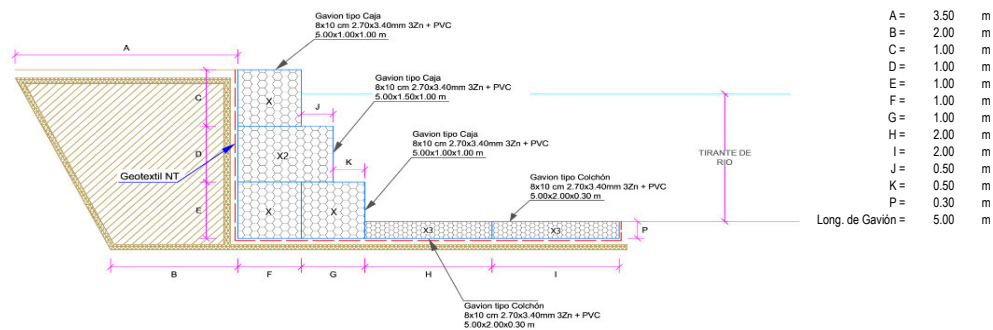 Gavion tipo Caja
8x10 cm 2.70x3.40mm 3Zn + PVC
5.00x1.00x1.00 m
A
C
X
J
Gavion tipo Caja
8x10 cm 2.70x3.40mm 3Zn + PVC
5.00x1.50x1.00 m
D
X2
K
Geotextil NT
Gavion tipo Caja
8x10 cm 2.70x3.40mm 3Zn + PVC
5.00x1.00x1.00 m
TIRANTE DE
RIO
Gavion tipo Colchón
8x10 cm 2.70x3.40mm 3Zn + PVC
5.00x2.00x0.30 m
E
X
X
X3
X3
P
B
F
G
H
I
Gavion tipo Colchón
8x10 cm 2.70x3.40mm 3Zn + PVC
5.00x2.00x0.30 m
A = 3.50 m
B = 2.00 m
C = 1.00 m
D = 1.00 m
E = 1.00 m
F = 1.00 m
G = 1.00 m
H = 2.00 m
I = 2.00 m
J = 0.50 m
K = 0.50 m
P = 0.30 m
Long. de Gavión = 5.00 m